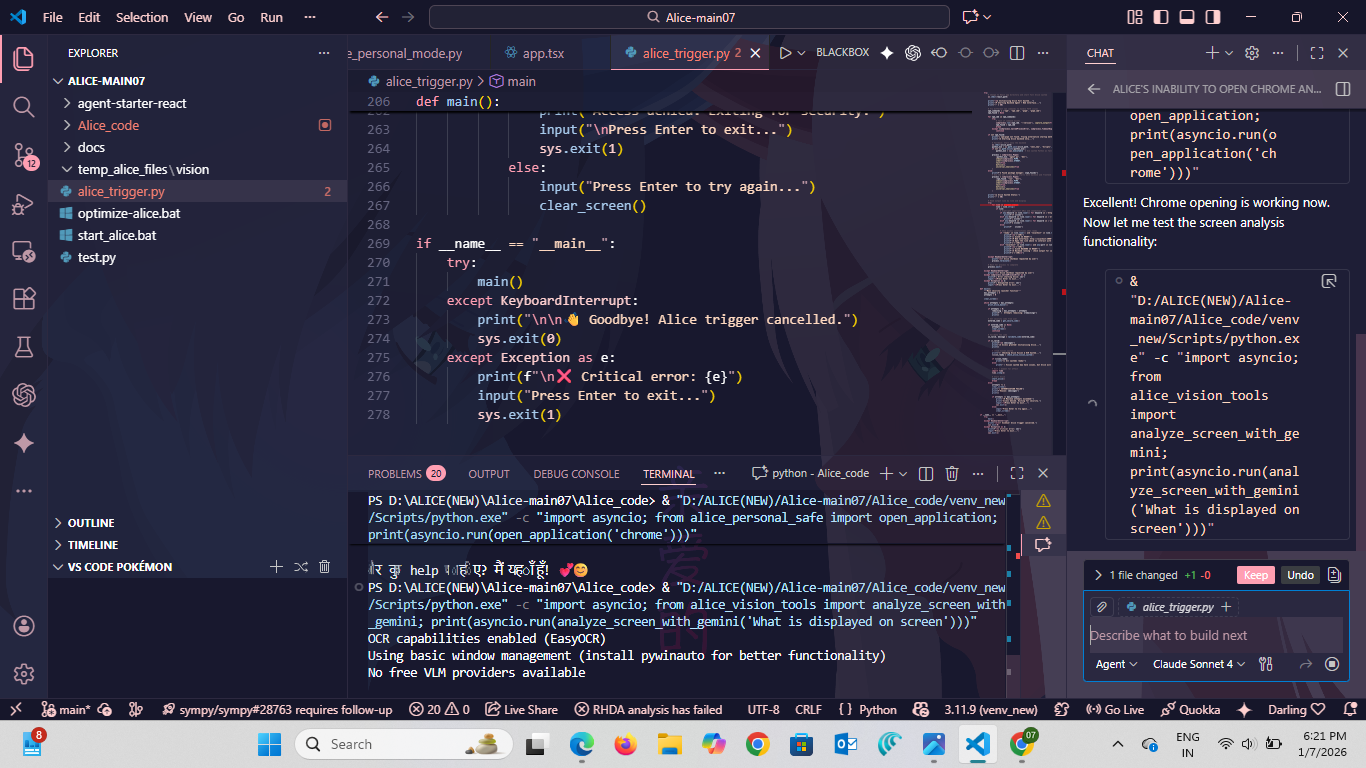 File Edit Selection View Go Run ···
Alice-main07
EXPLORER ···
ALICE-MAIN07
agent-starter-react
Alice_code
docs
temp_alice_files\vision
alice_trigger.py 2
optimize-alice.bat
start_alice.bat
test.py
OUTLINE
TIMELINE
VS CODE POKÉMON
12
e_personal_mode.py app.tsx alice_trigger.py 2 BLACKBOX ···
alice_trigger.py > main
206 def main():
263 input("\nPress Enter to exit...")
264 sys.exit(1)
265 else:
266 input("Press Enter to try again...")
267 clear_screen()
268
269 if __name__ == "__main__":
270 try:
271 main()
272 except KeyboardInterrupt:
273 print("\n\n👋 Goodbye! Alice trigger cancelled.")
274 sys.exit(0)
275 except Exception as e:
276 print(f"\n❌ Critical error: {e}")
277 input("Press Enter to exit...")
278 sys.exit(1)
PROBLEMS 20 OUTPUT DEBUG CONSOLE TERMINAL ··· python - Alice_code
PS D:\ALICE(NEW)\Alice-main07\Alice_code> & "D:/ALICE(NEW)/Alice-main07/Alice_code/venv_new
/Scripts/python.exe" -c "import asyncio; from alice_personal_safe import open_application;
print(asyncio.run(open_application('chrome')))"
help
PS D:\ALICE(NEW)\Alice-main07\Alice_code> & "D:/ALICE(NEW)/Alice-main07/Alice_code/venv_new
/Scripts/python.exe" -c "import asyncio; from alice_vision_tools import analyze_screen_with
_gemini; print(asyncio.run(analyze_screen_with_gemini('What is displayed on screen')))"
OCR capabilities enabled (EasyOCR)
Using basic window management (install pywinauto for better functionality)
No free VLM providers available
CHAT
ALICE'S INABILITY TO OPEN CHROME AN...
open_application;
print(asyncio.run(o
pen_application('ch
rome')))"
Excellent! Chrome opening is working now.
Now let me test the screen analysis
functionality:
&
"D:/ALICE(NEW)/Alice-
main07/Alice_code/venv
_new/Scripts/python.ex
e" -c "import asyncio;
from
alice_vision_tools
import
analyze_screen_with_ge
mini;
print(asyncio.run(anal
yze_screen_with_gemini
('What is displayed on
screen')))"
1 file changed +1 -0 Keep Undo
alice_trigger.py
Describe what to build next
Agent Claude Sonnet 4
main* sympy/sympy#28763 requires follow-up 20 0 Live Share RHDA analysis has failed UTF-8 CRLF { } Python 3.11.9 (venv_new) Go Live Quokka Darling
8 Search 07 ENG 6:21 PM
IN 1/7/2026